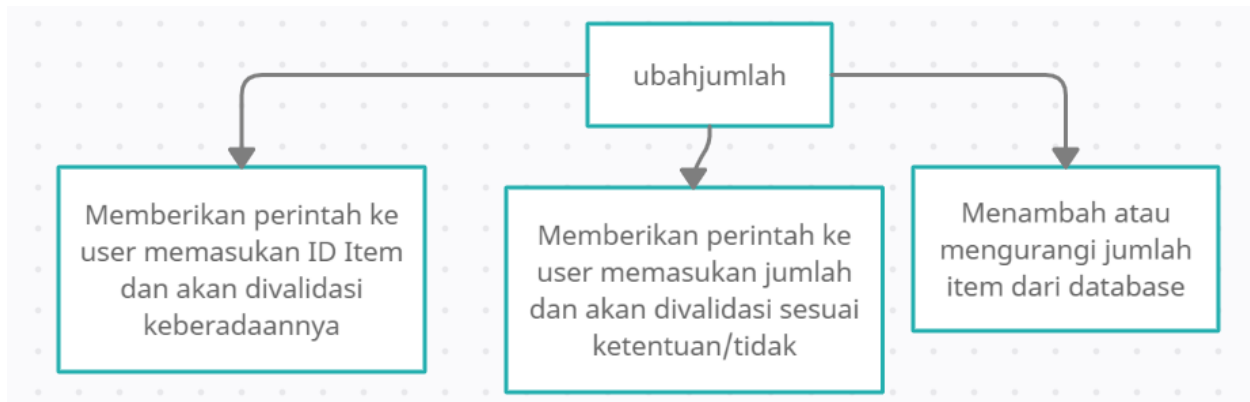 ubahjumlah
Memberikan perintah ke
user memasukan ID Item
dan akan divalidasi
keberadaannya
Memberikan perintah ke
user memasukan jumlah
dan akan divalidasi sesuai
ketentuan/tidak
Menambah atau
mengurangi jumlah
item dari database